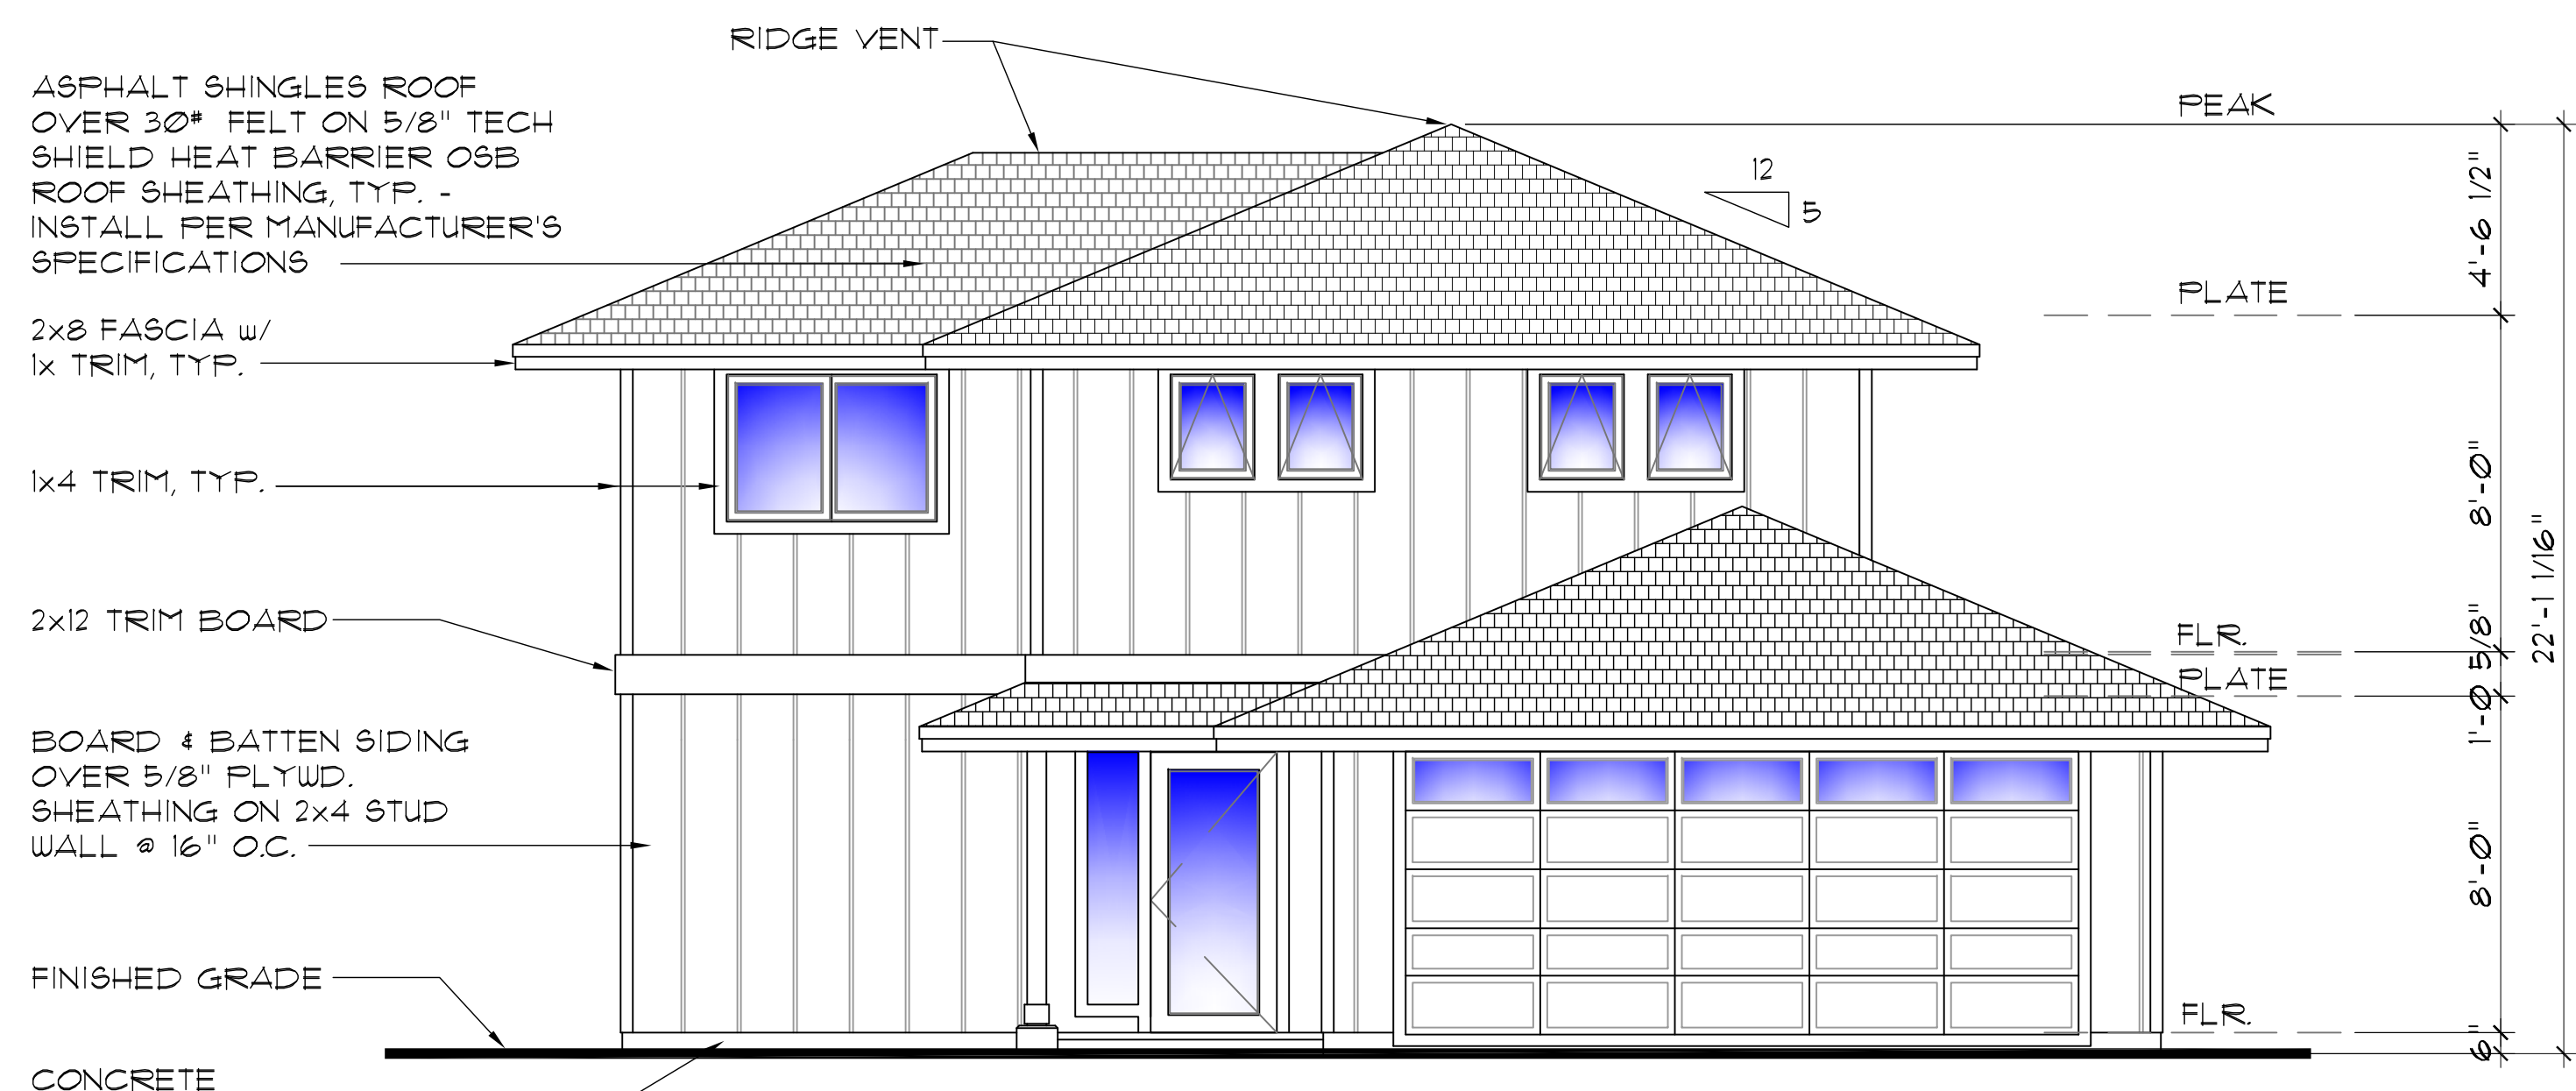 RIDGE VENT
ASPHALT SHINGLES ROOF
OVER 30# FELT ON 5/8" TECH
SHIELD HEAT BARRIER OSB
ROOF SHEATHING, TYP. -
INSTALL PER MANUFACTURER'S
SPECIFICATIONS
2x8 FASCIA w/
1x TRIM, TYP.
1x4 TRIM, TYP.
2x12 TRIM BOARD
BOARD & BATTEN SIDING
OVER 5/8" PLYWD.
SHEATHING ON 2x4 STUD
WALL @ 16" O.C.
FINISHED GRADE
CONCRETE
12
5
PEAK
PLATE
FLR.
PLATE
FLR.
4'-6 1/2"
8'-0"
1'-0 5/8"
8'-0"
6"
22'-1 1/16"